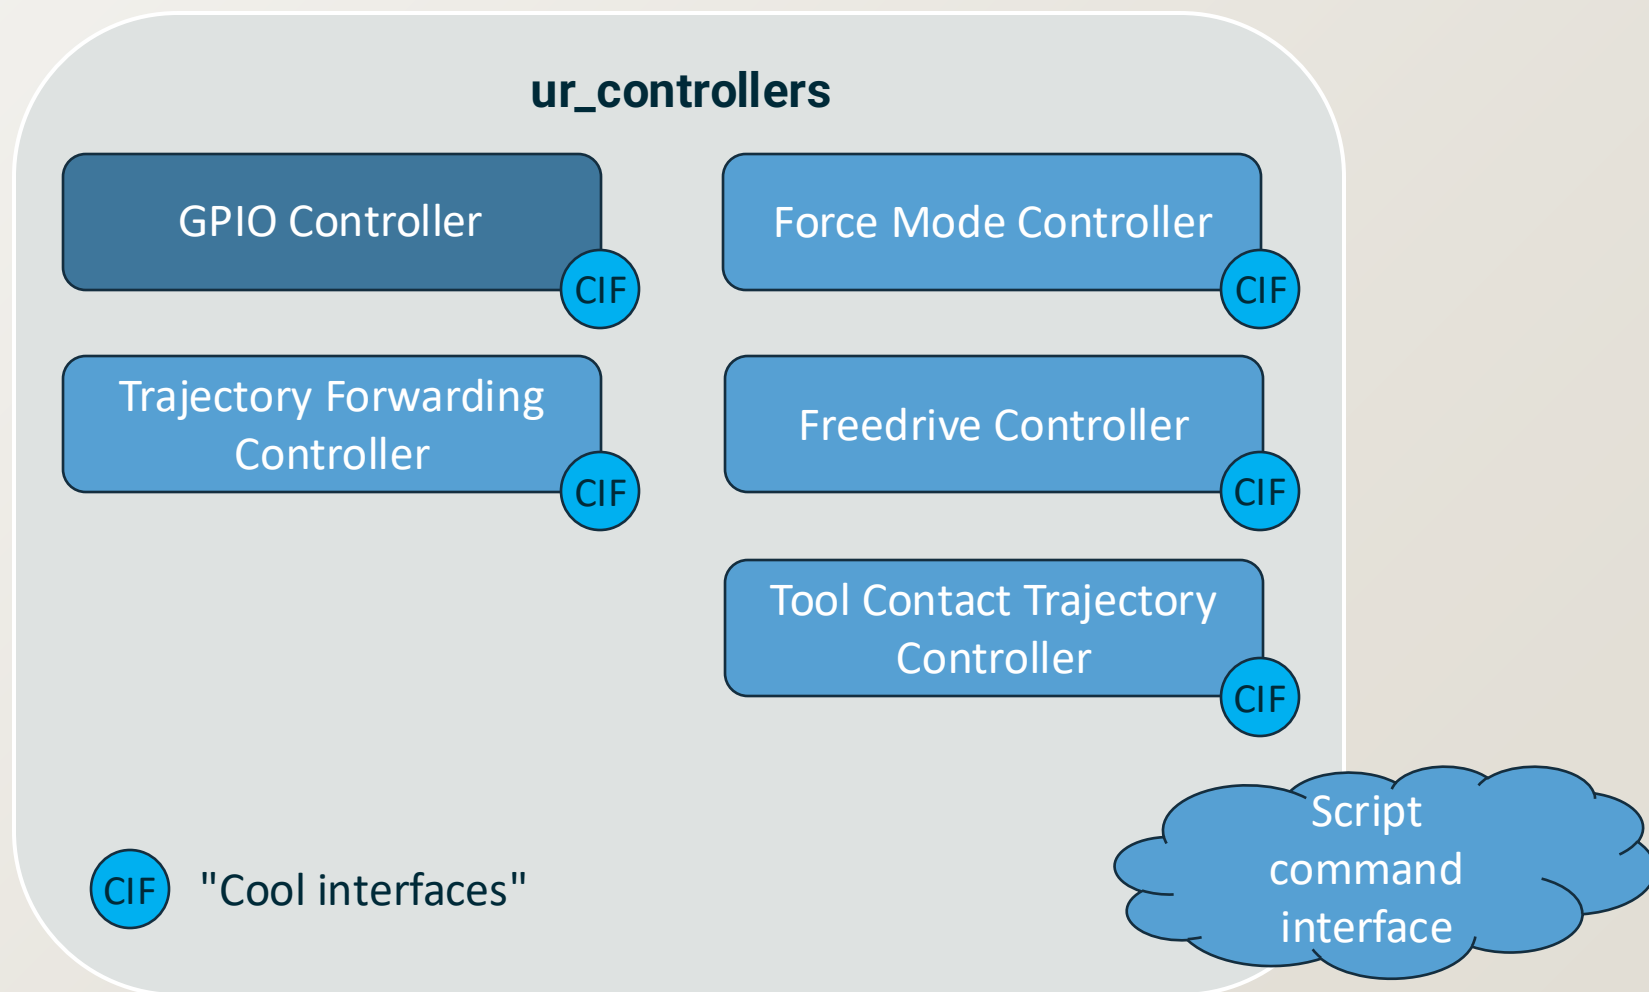 ur_controllers
GPIO Controller
CIF
Force Mode Controller
CIF
Trajectory Forwarding
Controller
CIF
Freedrive Controller
CIF
Tool Contact Trajectory
Controller
CIF
CIF
"Cool interfaces"
Script
command
interface